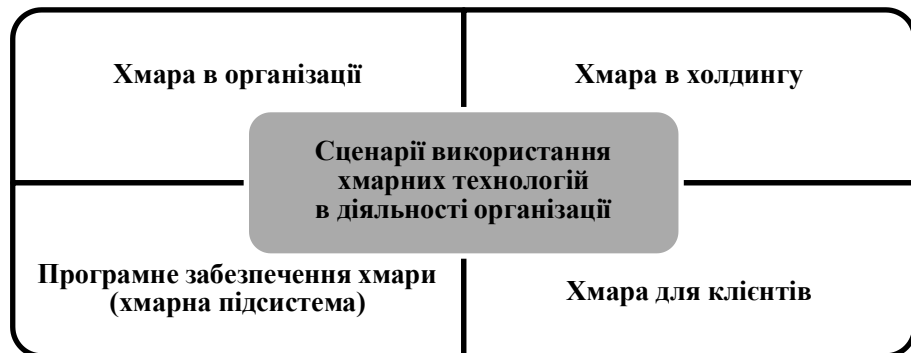 Хмара в організації
Хмара в холдингу
Сценарії використання
хмарних технологій
в діяльності організації
Програмне забезпечення хмари
(хмарна підсистема)
Хмара для клієнтів